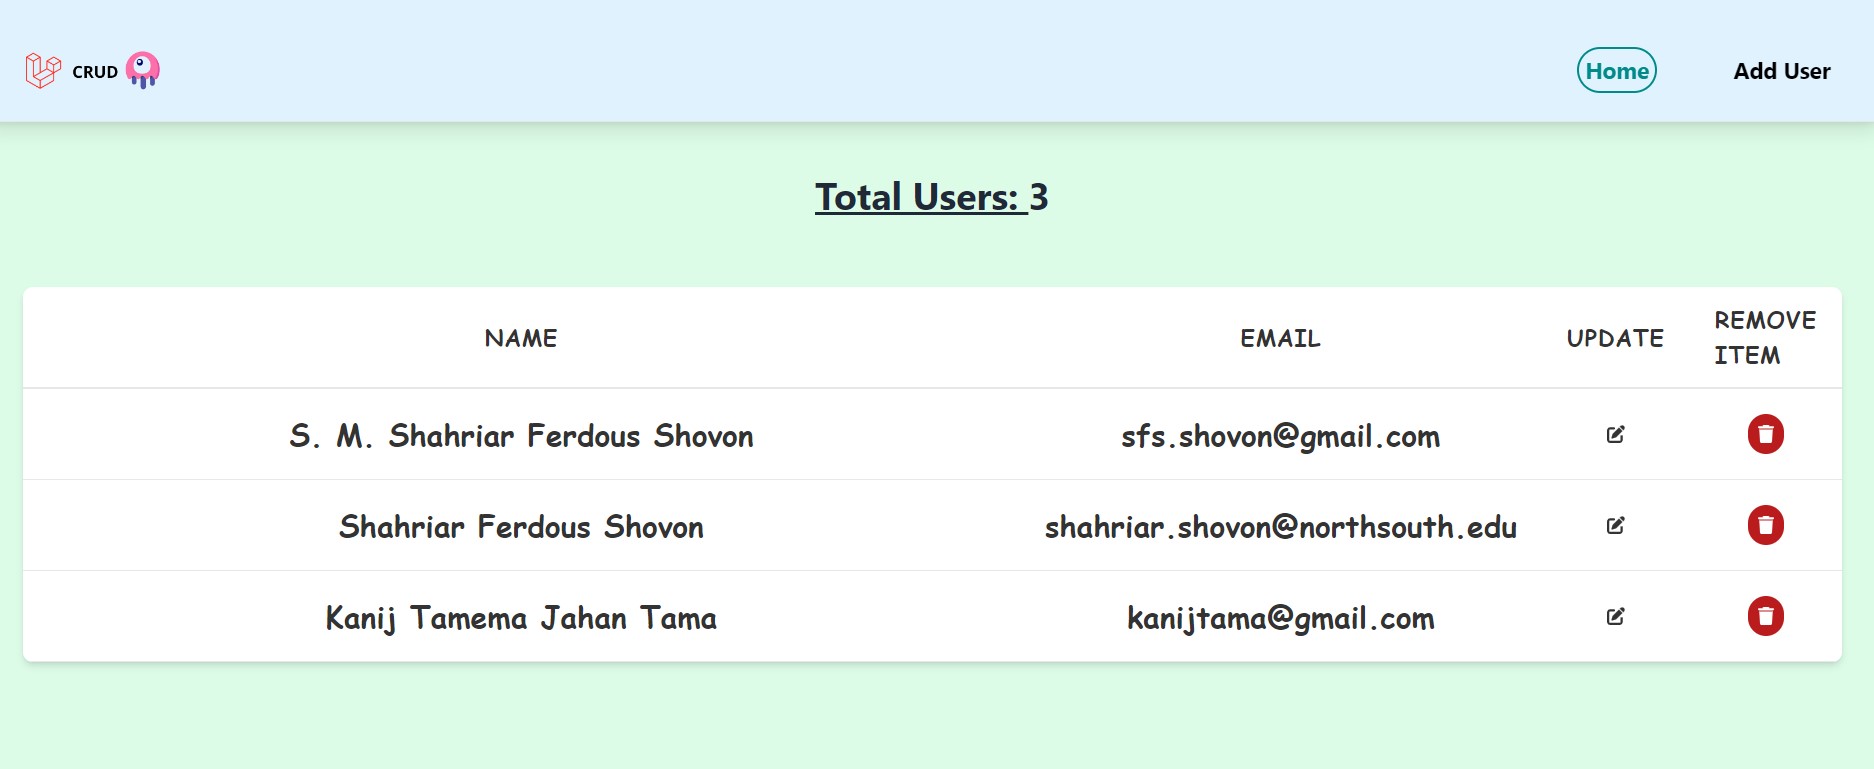 CRUD
Home
Add User
Total Users: 3
NAME
EMAIL
UPDATE
REMOVE
ITEM
S. M. Shahriar Ferdous Shovon
sfs.shovon@gmail.com
Shahriar Ferdous Shovon
shahriar.shovon@northsouth.edu
Kanij Tamema Jahan Tama
kanijtama@gmail.com